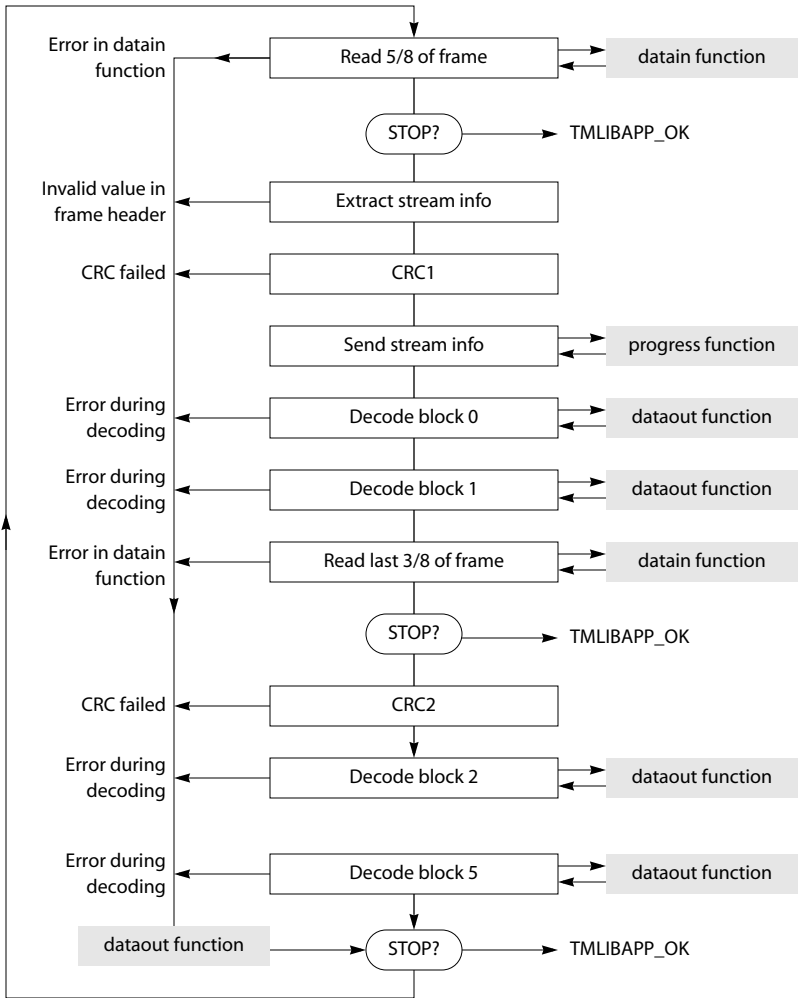 Error in datain
function
Read 5/8 of frame
datain function
STOP?
TMLIBAPP_OK
Invalid value in
frame header
Extract stream info
CRC failed
CRC1
Send stream info
progress function
Error during
decoding
Decode block 0
dataout function
Error during
decoding
Decode block 1
dataout function
Error in datain
function
Read last 3/8 of frame
datain function
STOP?
TMLIBAPP_OK
CRC failed
CRC2
Error during
decoding
Decode block 2
dataout function
Error during
decoding
Decode block 5
dataout function
dataout function
STOP?
TMLIBAPP_OK